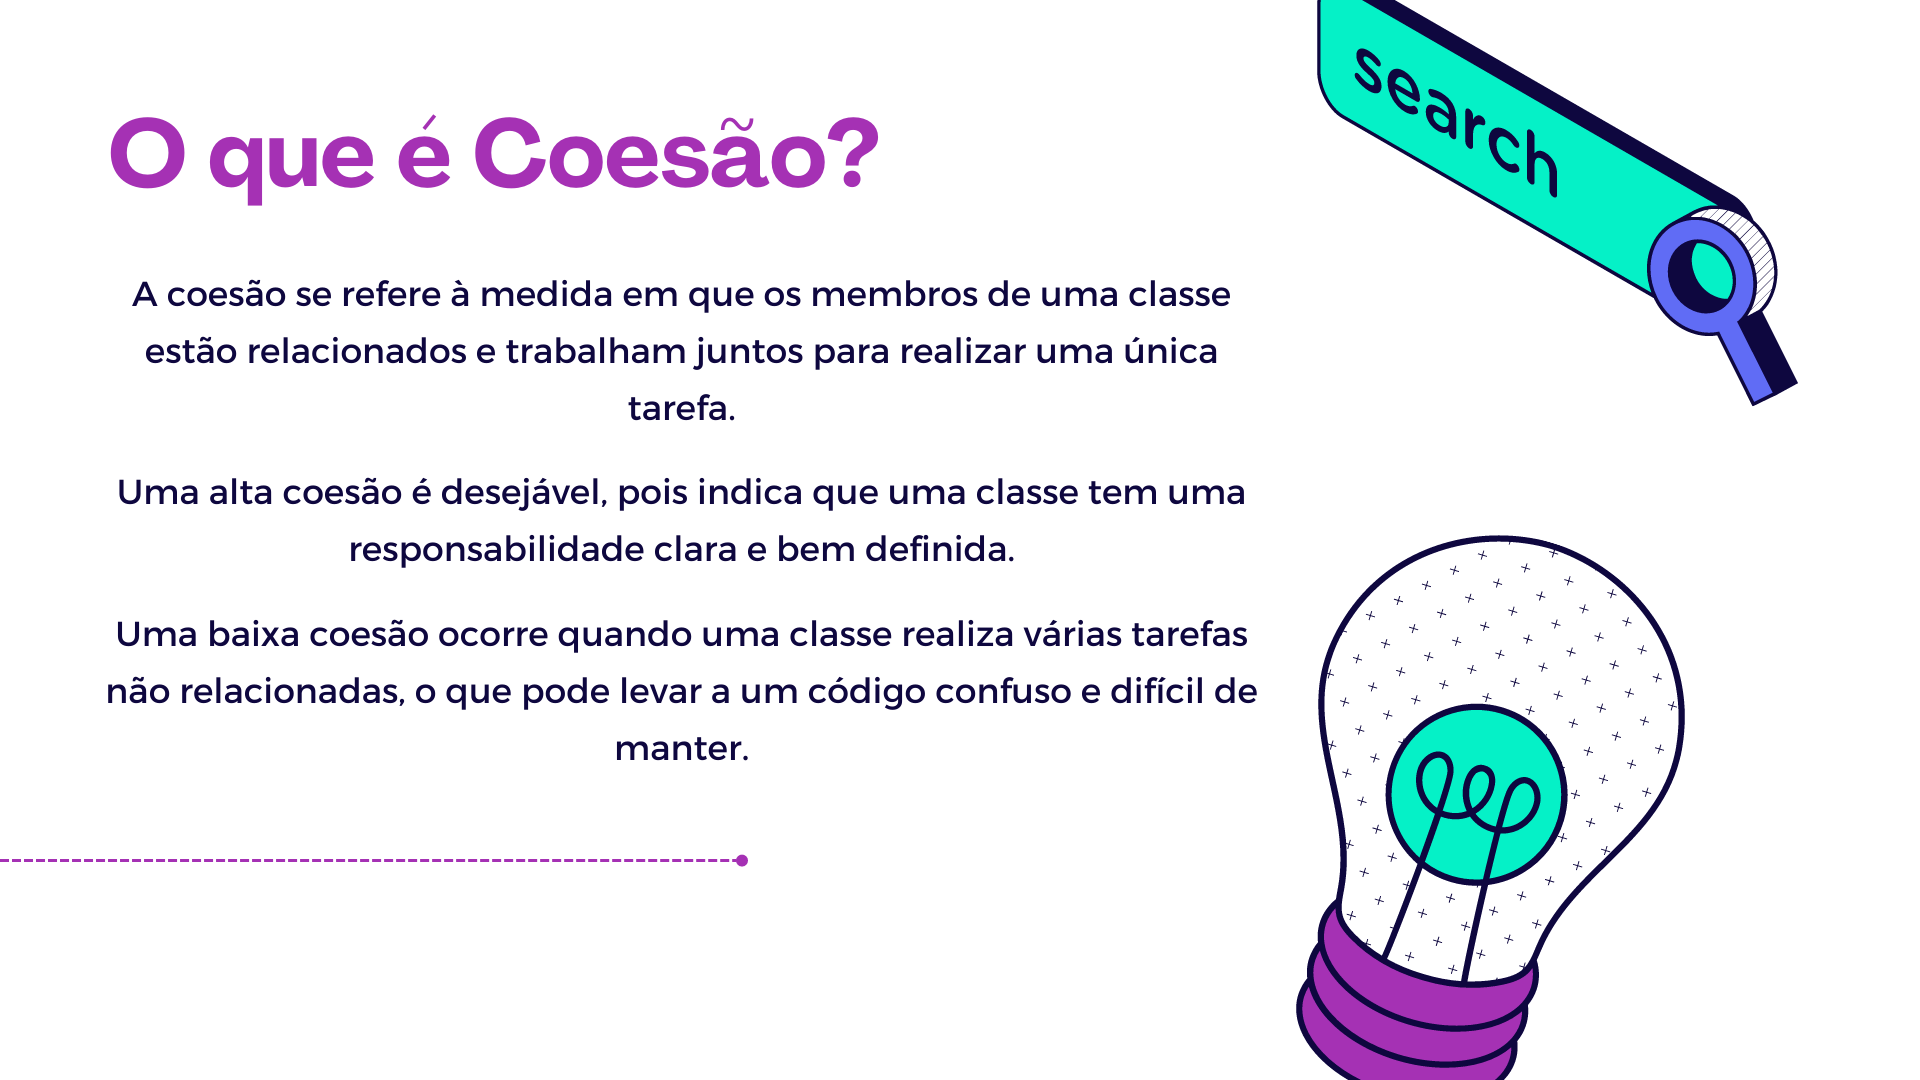 search
O que é Coesão?
A coesão se refere à medida em que os membros de uma classe
estão relacionados e trabalham juntos para realizar uma única
tarefa.
Uma alta coesão é desejável, pois indica que uma classe tem uma
responsabilidade clara e bem definida.
Uma baixa coesão ocorre quando uma classe realiza várias tarefas
não relacionadas, o que pode levar a um código confuso e difícil de
manter.